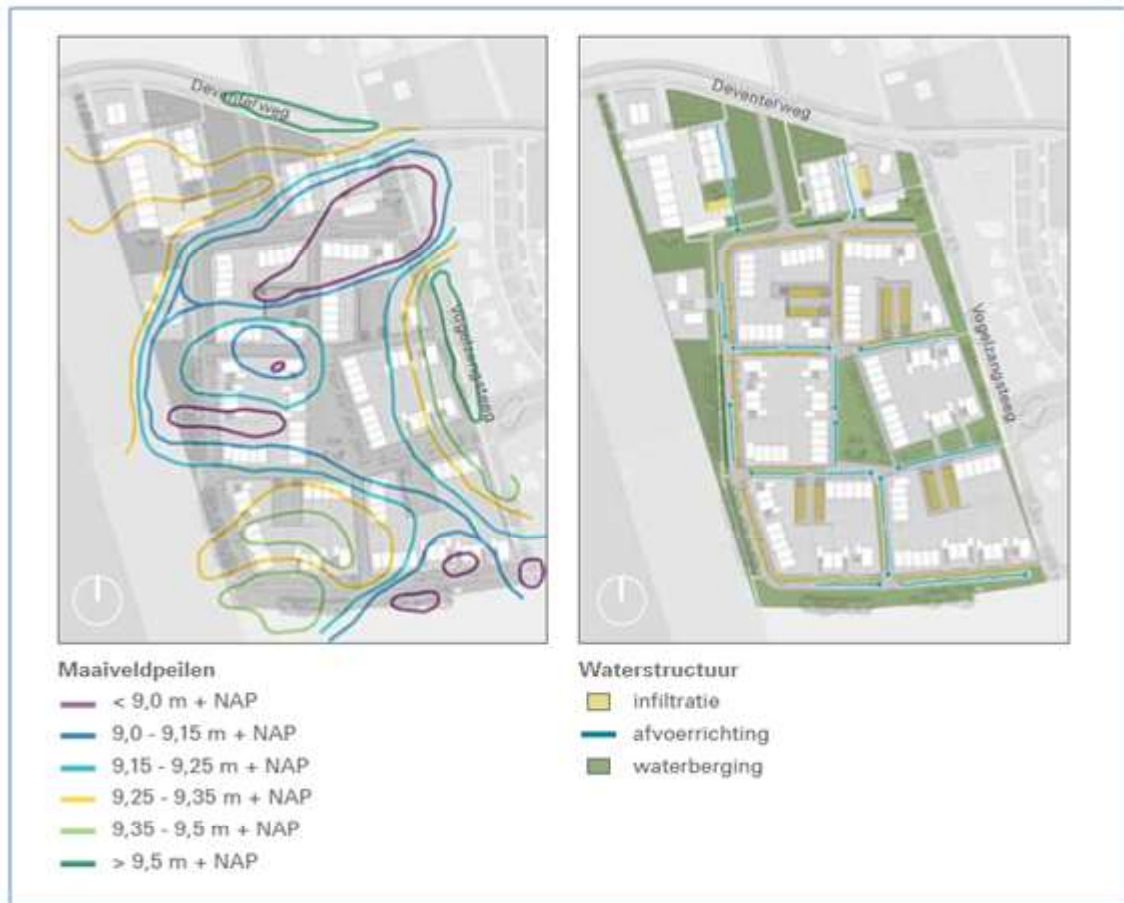 Deventerweg
Vogelzangsteeg
Deventerweg
Vogelzangsteeg
Maaiveldpeilen
< 9,0 m + NAP
9,0 - 9,15 m + NAP
9,15 - 9,25 m + NAP
9,25 - 9,35 m + NAP
9,35 - 9,5 m + NAP
> 9,5 m + NAP
Waterstructuur
infiltratie
afvoerrichting
waterberging